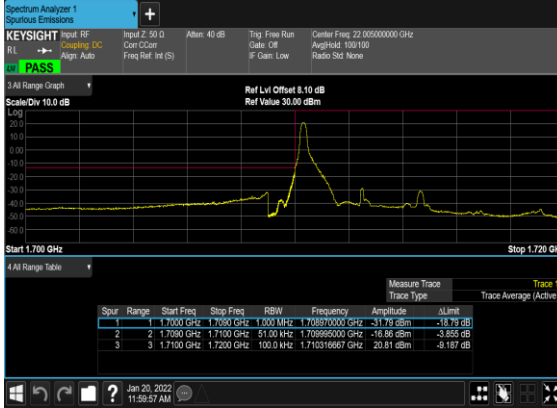 Spectrum Analyzer 1
Spurious Emissions
+
KEYSIGHT Input: RF Input Z: 50 Ω Atten: 40 dB Trig: Free Run Center Freq: 22.005000000 GHz
RL Coupling: DC Corr CCorr Gate: Off Avg|Hold: 100/100
Align: Auto Freq Ref: Int (S) IF Gain: Low Radio Std: None
PASS
3 All Range Graph Ref Lvl Offset 8.10 dB
Scale/Div 10.0 dB Ref Value 30.00 dBm
Log
20.0
10.0
0.00
-10.0
-20.0
-30.0
-40.0
-50.0
-60.0
Start 1.700 GHz Stop 1.720 G
4 All Range Table
Measure Trace Trace 1
Trace Type Trace Average (Active
Spur Range Start Freq Stop Freq RBW Frequency Amplitude ΔLimit
1 1 1.7000 GHz 1.7090 GHz 1.000 MHz 1.708970000 GHz -31.79 dBm -18.79 dB
2 2 1.7090 GHz 1.7100 GHz 51.00 kHz 1.709995000 GHz -16.86 dBm -3.855 dB
3 3 1.7100 GHz 1.7200 GHz 100.0 kHz 1.710316667 GHz 20.81 dBm -9.187 dB
? Jan 20, 2022
11:59:57 AM